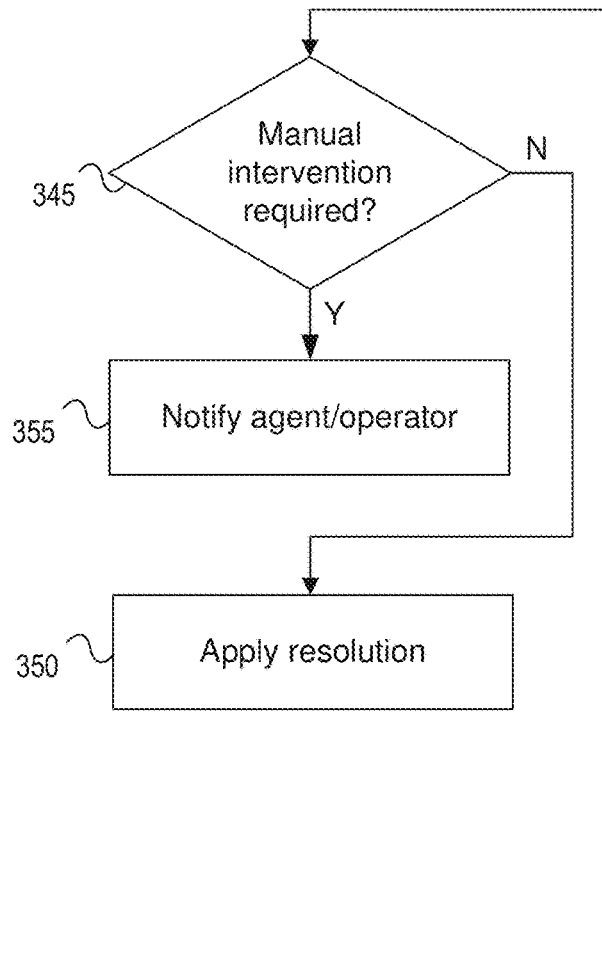 Manual
intervention
required?
N
345
Y
Notify agent/operator
355
Apply resolution
350